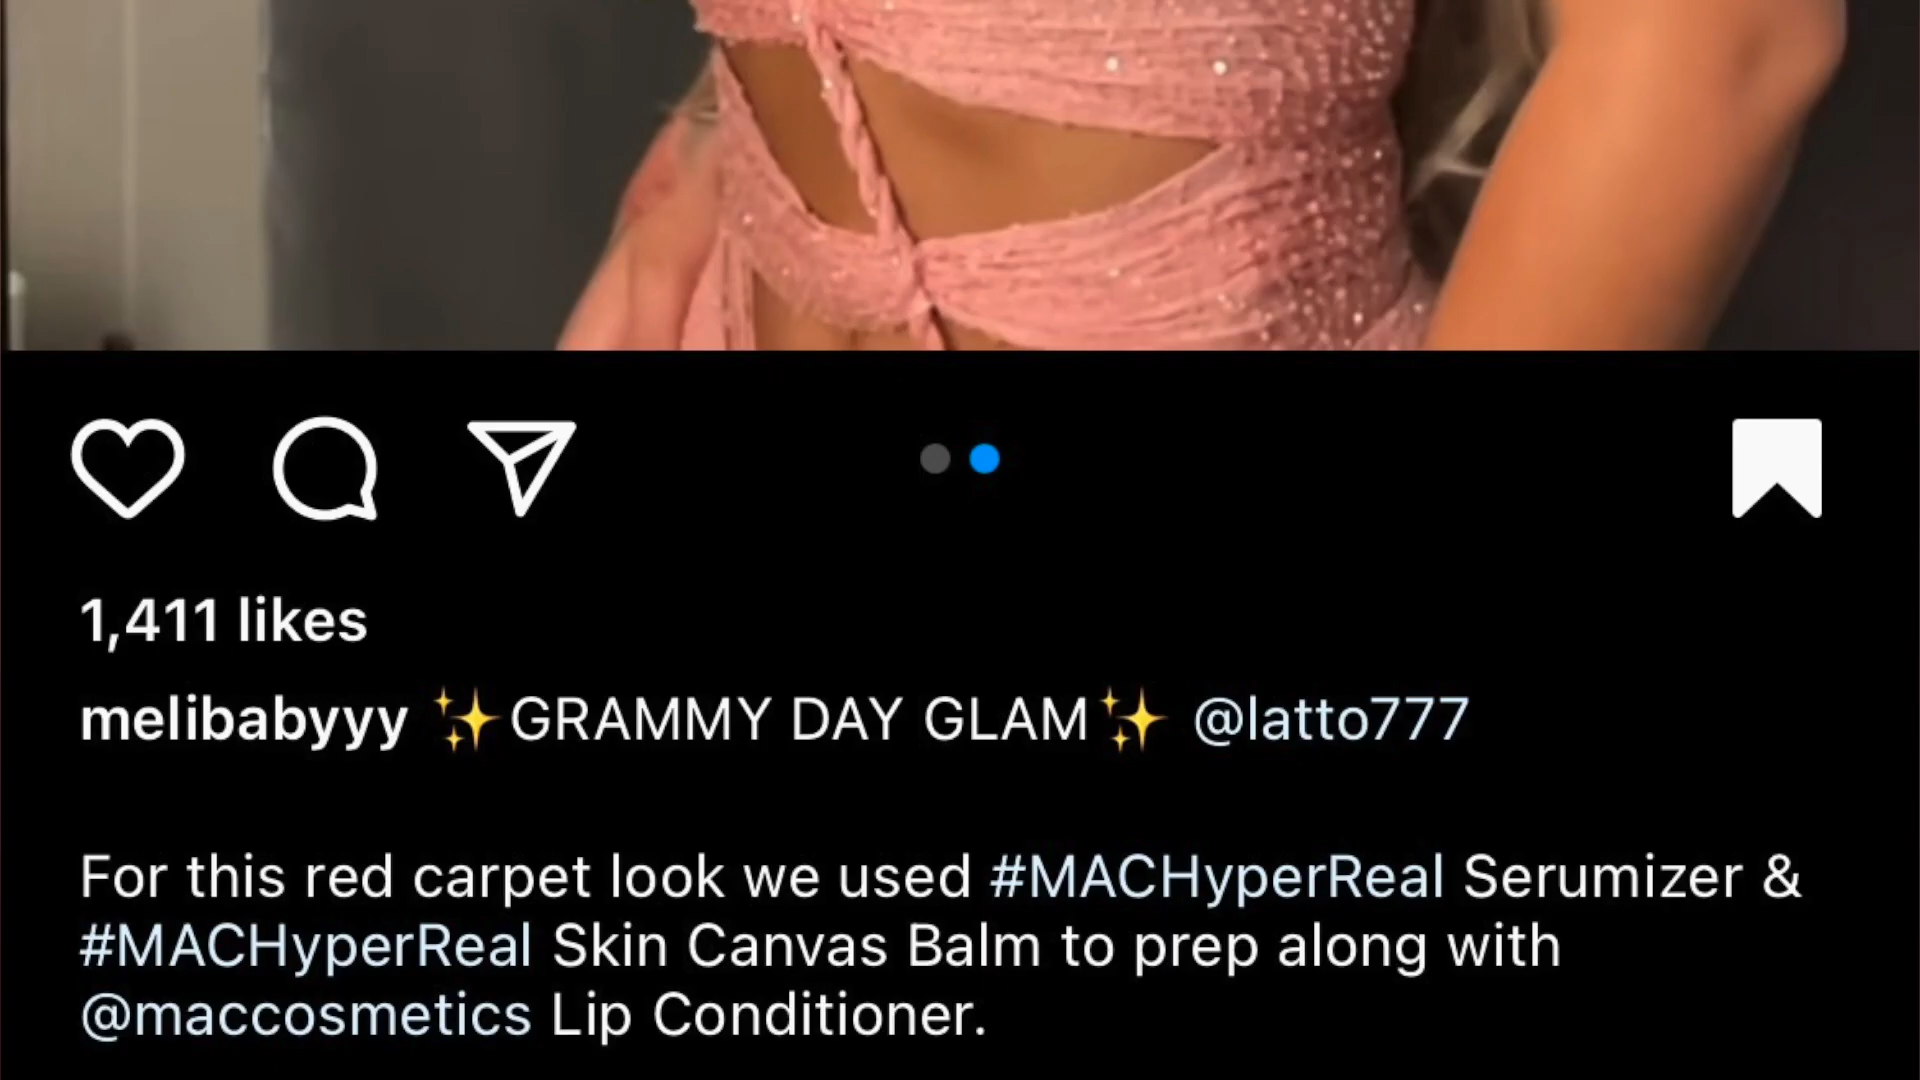 1,411 likes
melibabyyy ✨GRAMMY DAY GLAM✨ @latto777
For this red carpet look we used #MACHyperReal Serumizer &
#MACHyperReal Skin Canvas Balm to prep along with
@maccosmetics Lip Conditioner.